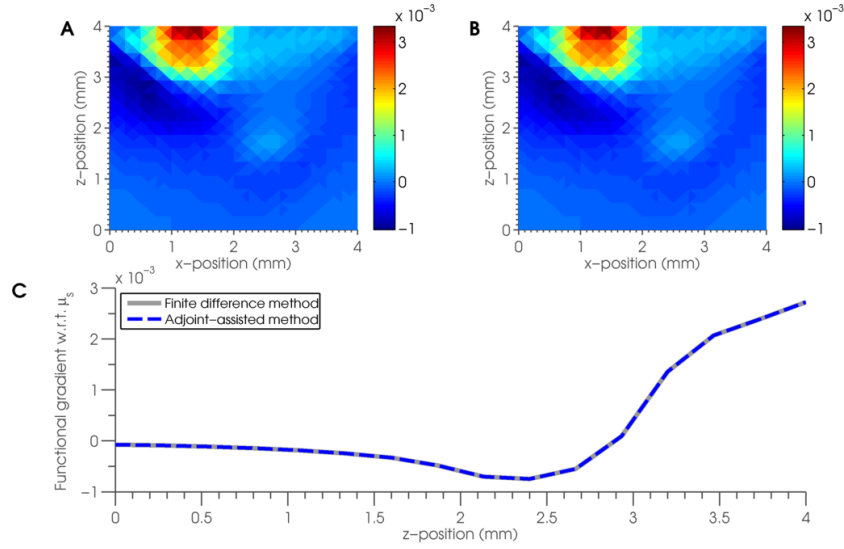 A
z-position (mm)
4
3
2
1
0
0 1 2 3 4
x-position (mm)
x 10⁻³
3
2
1
0
−1
B
z-position (mm)
4
3
2
1
0
0 1 2 3 4
x-position (mm)
x 10⁻³
3
2
1
0
−1
C
x 10⁻³
Functional gradient w.r.t. μs
3
2
1
0
−1
Finite difference method
Adjoint-assisted method
0 0.5 1 1.5 2 2.5 3 3.5 4
z-position (mm)